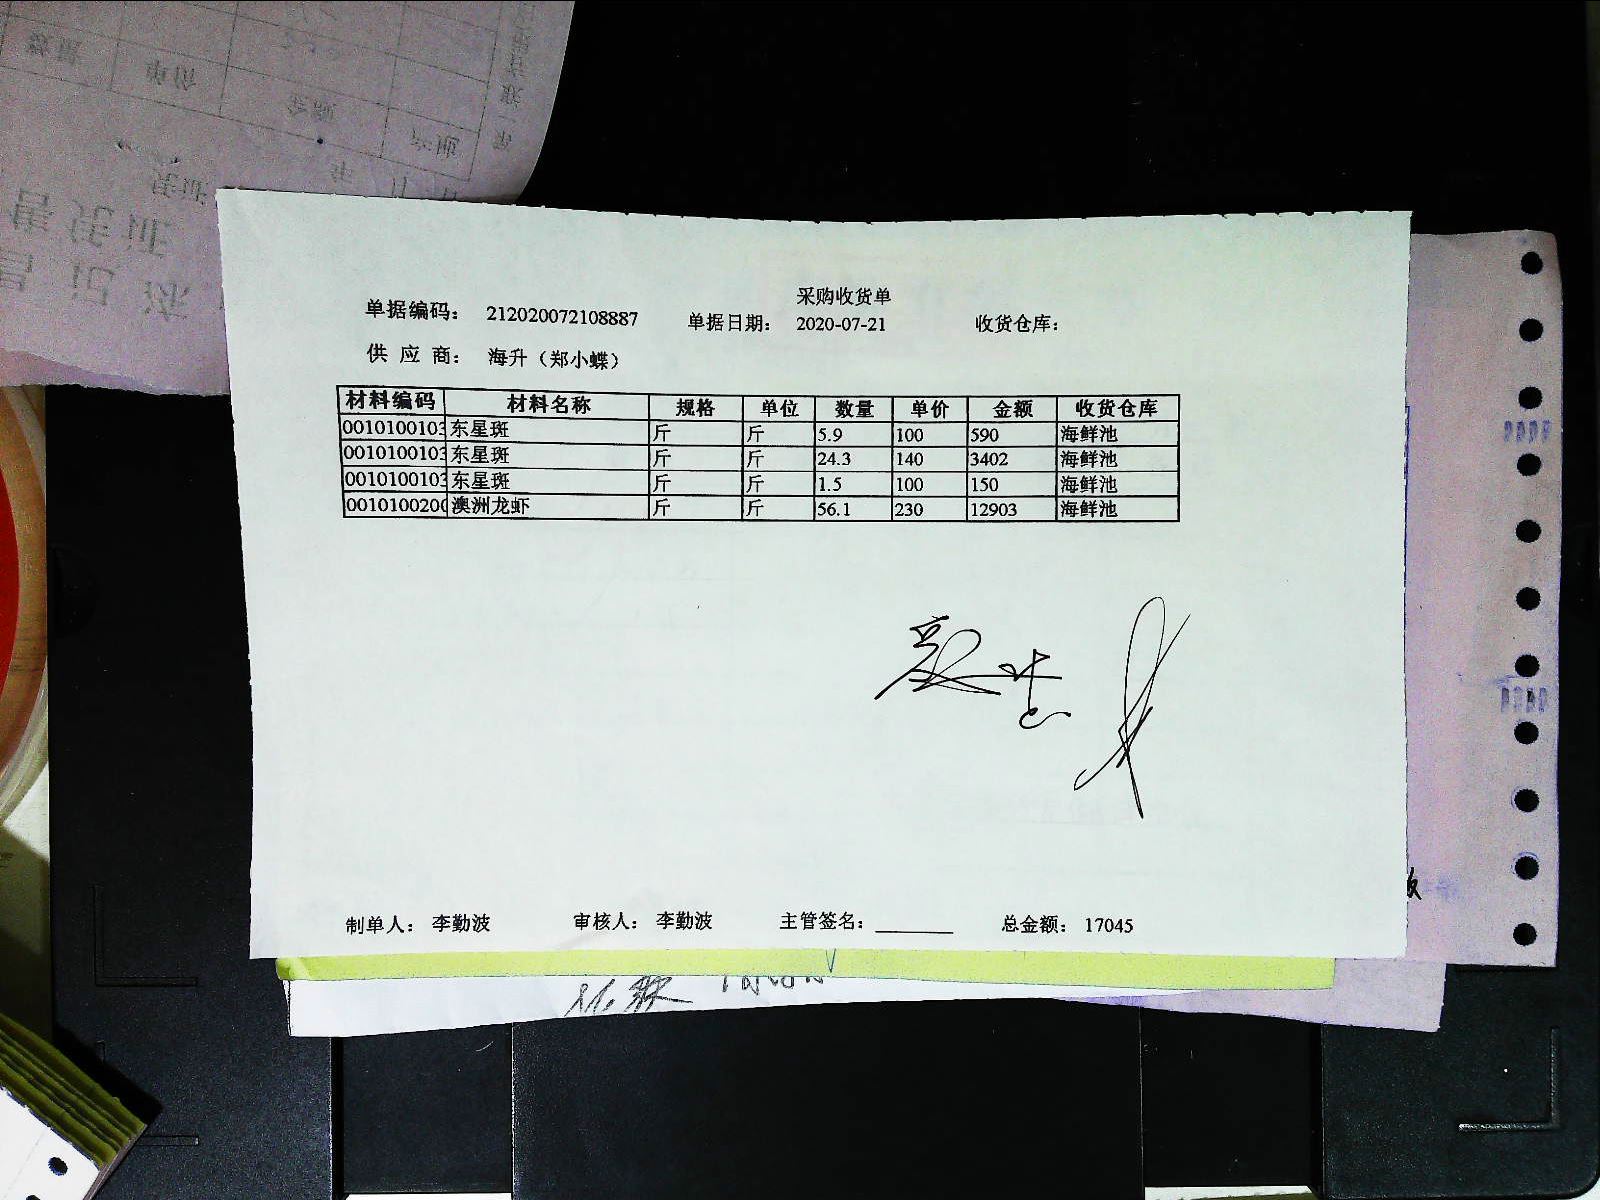 采购收货单
单据编码： 212020072108887 单据日期： 2020-07-21 收货仓库：
供 应 商： 海升（郑小蝶）
材料编码 材料名称 规格 单位 数量 单价 金额 收货仓库
0010100103 东星斑 斤 斤 5.9 100 590 海鲜池
0010100103 东星斑 斤 斤 24.3 140 3402 海鲜池
0010100103 东星斑 斤 斤 1.5 100 150 海鲜池
0010100200 澳洲龙虾 斤 斤 56.1 230 12903 海鲜池
制单人： 李勤波 审核人： 李勤波 主管签名： 总金额： 17045